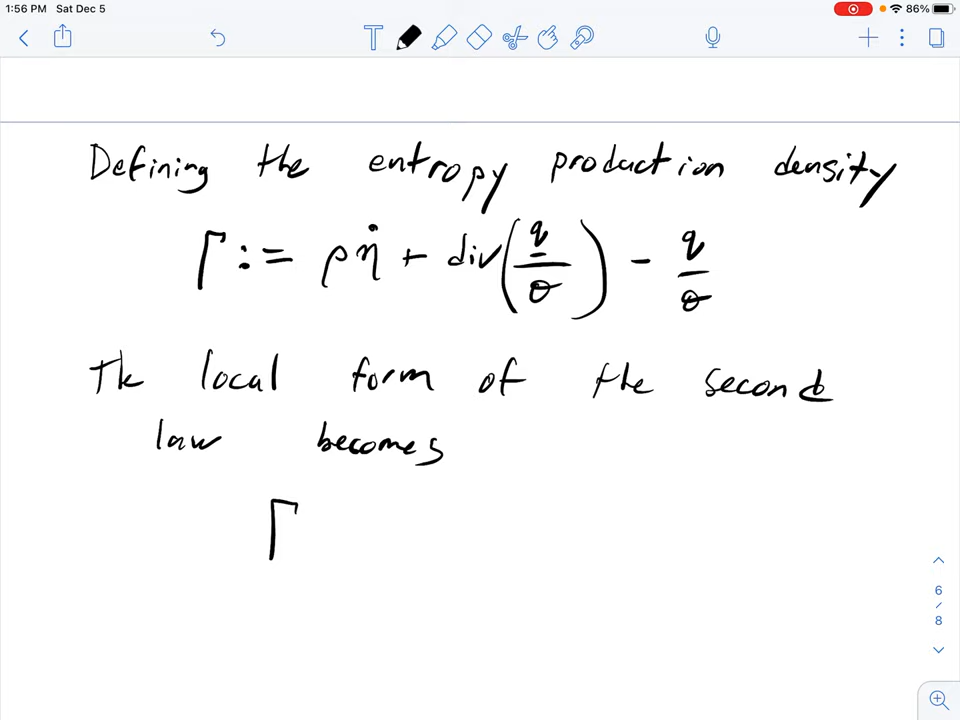 1:56 PM Sat Dec 5 86%
T
Defining the entropy production density
Γ := ρη̇ + div(q/θ) − q/θ
The local form of the second
law becomes
Γ
6
/
8